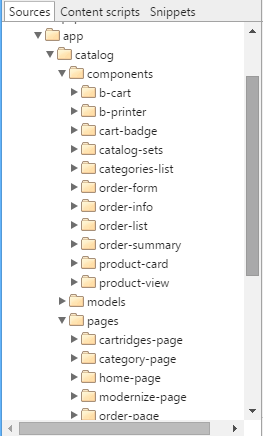 Sources Content scripts Snippets
app
catalog
components
b-cart
b-printer
cart-badge
catalog-sets
categories-list
order-form
order-info
order-list
order-summary
product-card
product-view
models
pages
cartridges-page
category-page
home-page
modernize-page
order-page